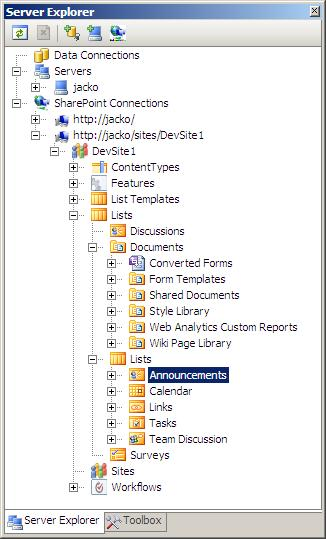 Server Explorer
Data Connections
Servers
jacko
SharePoint Connections
http://jacko/
http://jacko/sites/DevSite1
DevSite1
ContentTypes
Features
List Templates
Lists
Discussions
Documents
Converted Forms
Form Templates
Shared Documents
Style Library
Web Analytics Custom Reports
Wiki Page Library
Lists
Announcements
Calendar
Links
Tasks
Team Discussion
Surveys
Sites
Workflows
Server Explorer Toolbox